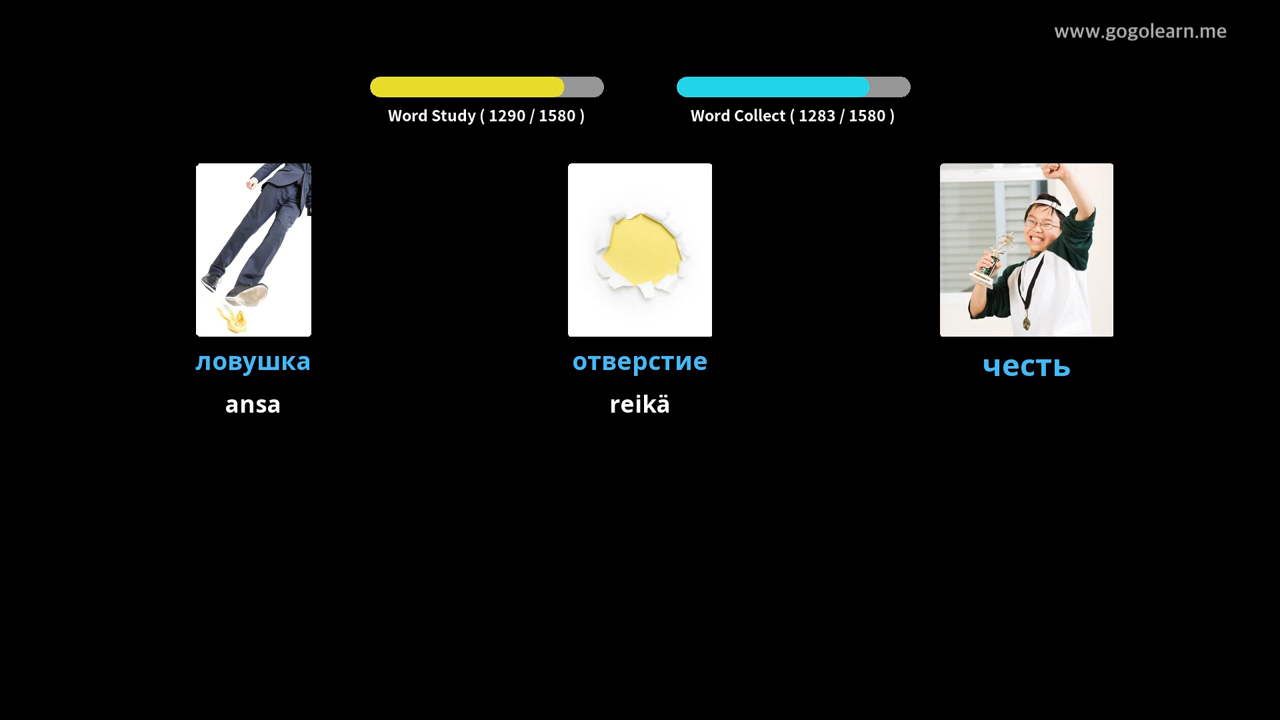 www.gogolearn.me
Word Study ( 1290 / 1580 )
Word Collect ( 1283 / 1580 )
ловушка
ansa
отверстие
reikä
честь